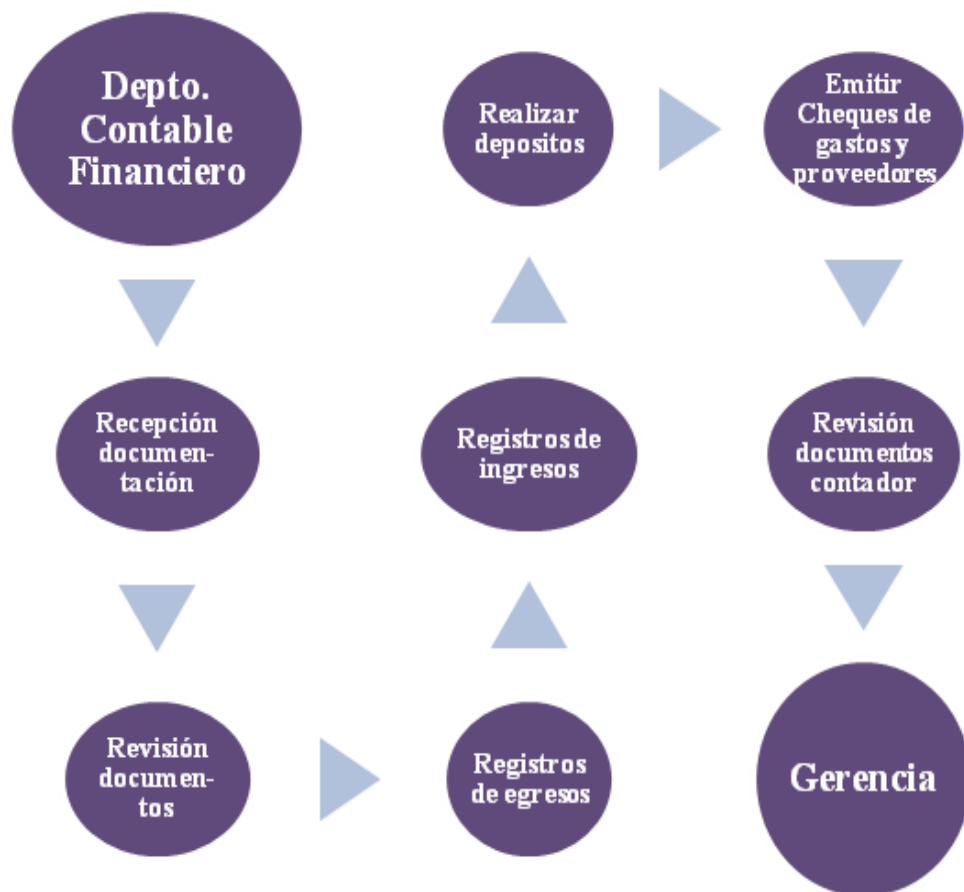 Depto.
Contable
Financiero
Recepción
documen-
tación
Revisión
documen-
tos
Registros
de egresos
Registros de
ingresos
Realizar
depositos
Emitir
Cheques de
gastos y
proveedores
Revisión
documentos
contador
Gerencia